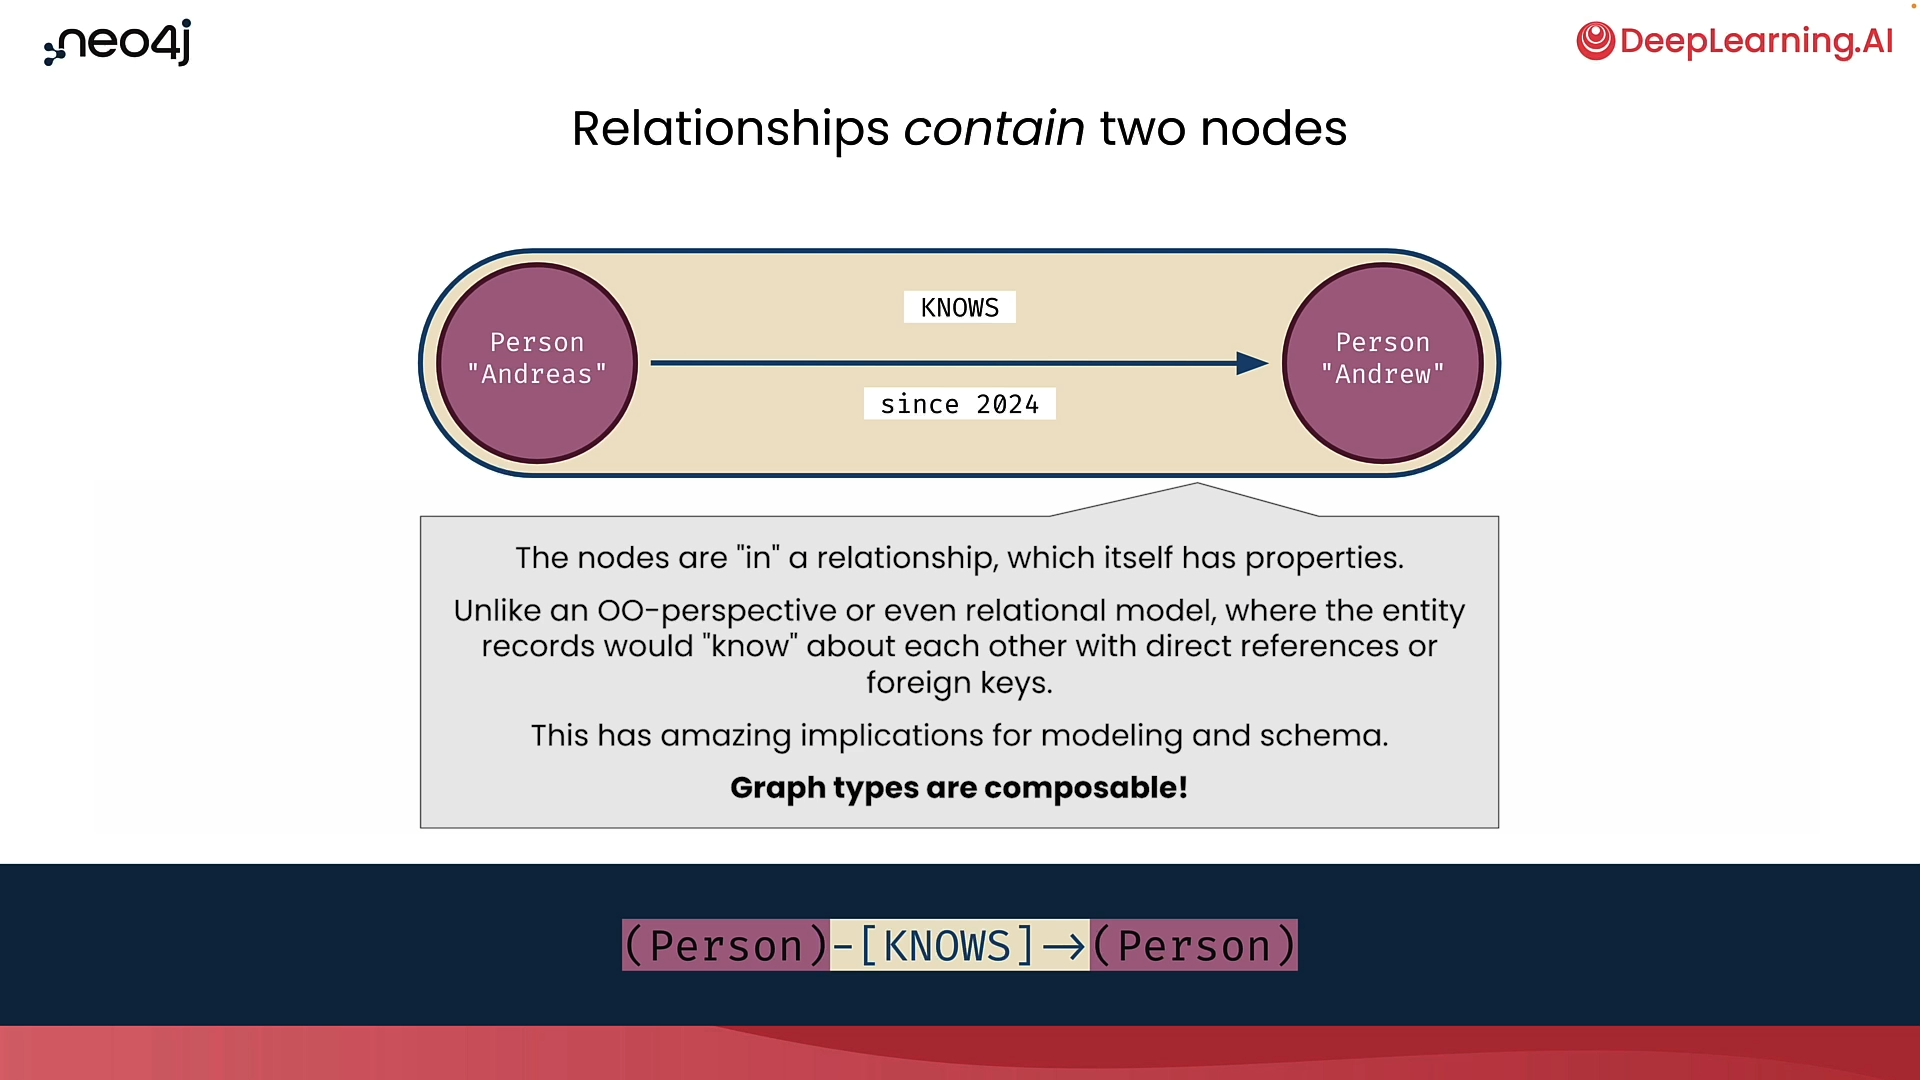 neo4j
DeepLearning.AI
Relationships contain two nodes
KNOWS
Person
"Andreas"
Person
"Andrew"
since 2024
The nodes are "in" a relationship, which itself has properties.
Unlike an OO-perspective or even relational model, where the entity
records would "know" about each other with direct references or
foreign keys.
This has amazing implications for modeling and schema.
Graph types are composable!
(Person)-[KNOWS]→(Person)